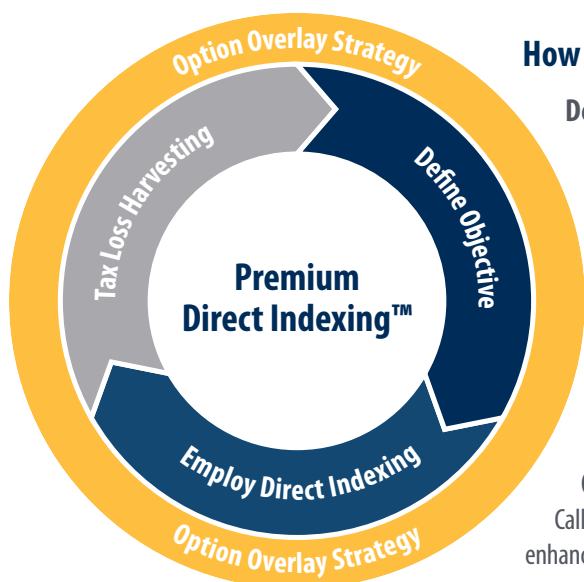 Option Overlay Strategy
How
Tax Loss Harvesting
Define Objective
Premium
Direct Indexing™
Employ Direct Indexing
Option Overlay Strategy
Call
enhanc